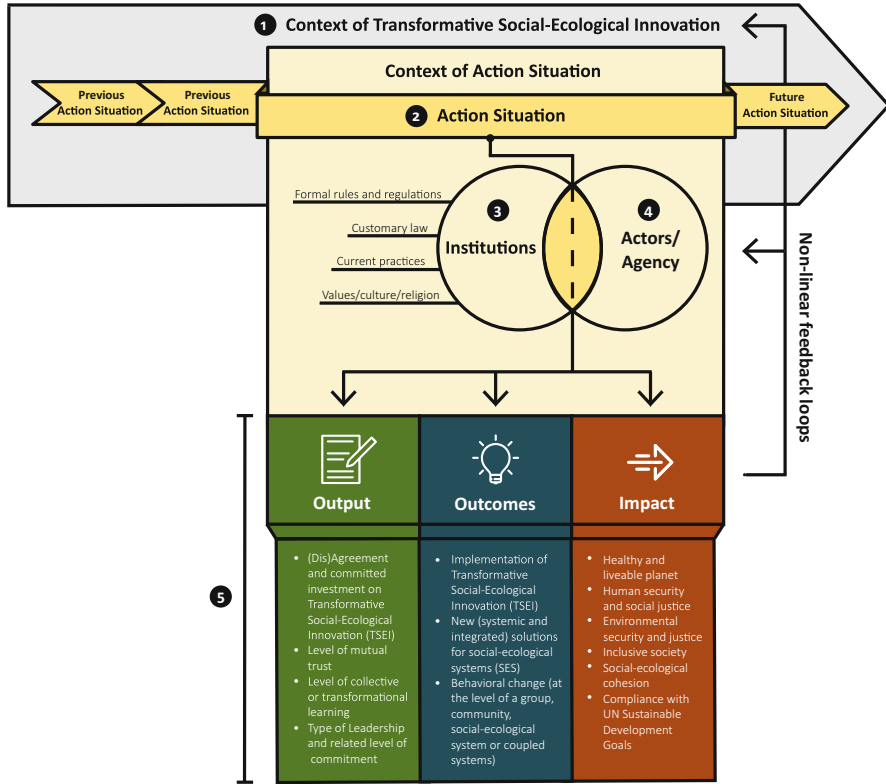 1 Context of Transformative Social-Ecological Innovation
Context of Action Situation
Previous
Action Situation
Previous
Action Situation
2 Action Situation
Future
Action Situation
Formal rules and regulations
Customary law
Current practices
Values/culture/religion
3
Institutions
4
Actors/
Agency
Non-linear feedback loops
5
Output
Outcomes
Impact
• (Dis)Agreement
and committed
investment on
Transformative
Social-Ecological
Innovation (TSEI)
• Level of mutual
trust
• Level of collective
or transformational
learning
• Type of Leadership
and related level of
commitment
• Implementation of
Transformative
Social-Ecological
Innovation (TSEI)
• New (systemic and
integrated) solutions
for social-ecological
systems (SES)
• Behavioral change (at
the level of a group,
community,
social-ecological
system or coupled
systems)
• Healthy and
liveable planet
• Human security
and social justice
• Environmental
security and justice
• Inclusive society
• Social-ecological
cohesion
• Compliance with
UN Sustainable
Development
Goals